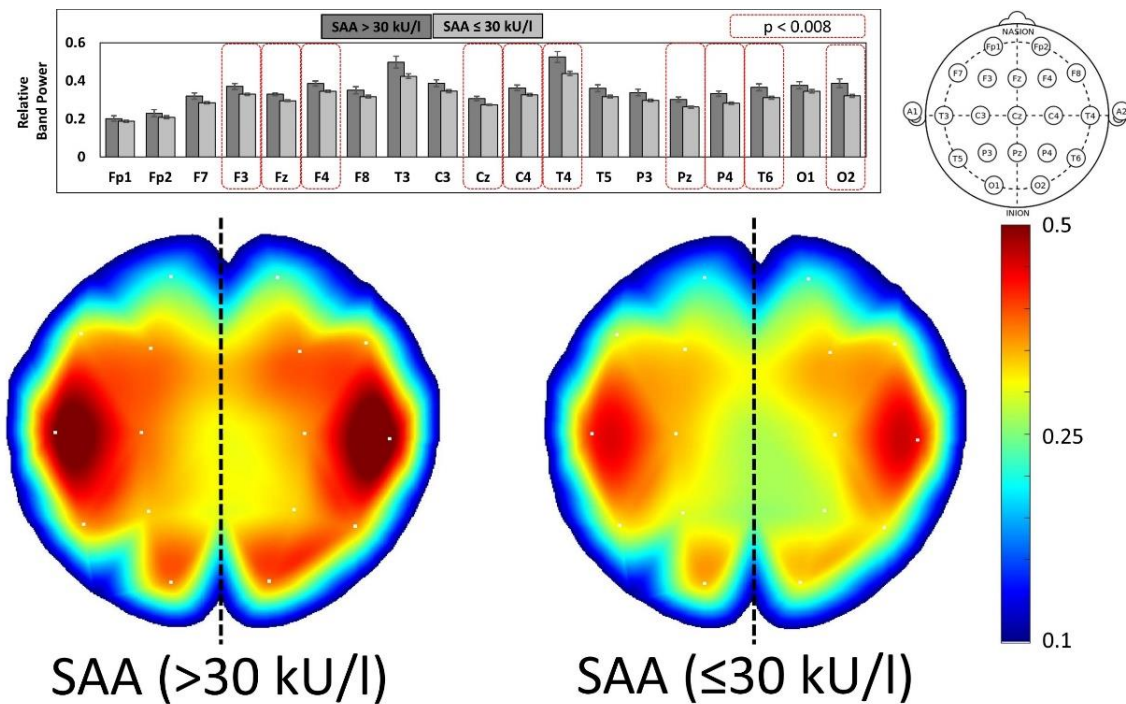 SAA > 30 kU/l SAA ≤ 30 kU/l p < 0.008
Relative
Band Power
0.6
0.4
0.2
0
Fp1 Fp2 F7 F3 Fz F4 F8 T3 C3 Cz C4 T4 T5 P3 Pz P4 T6 O1 O2
NASION
Fp1 Fp2
F7 F3 Fz F4 F8
A1 T3 C3 Cz C4 T4 A2
T5 P3 Pz P4 T6
O1 O2
INION
0.5
0.25
0.1
SAA (>30 kU/l) SAA (≤30 kU/l)